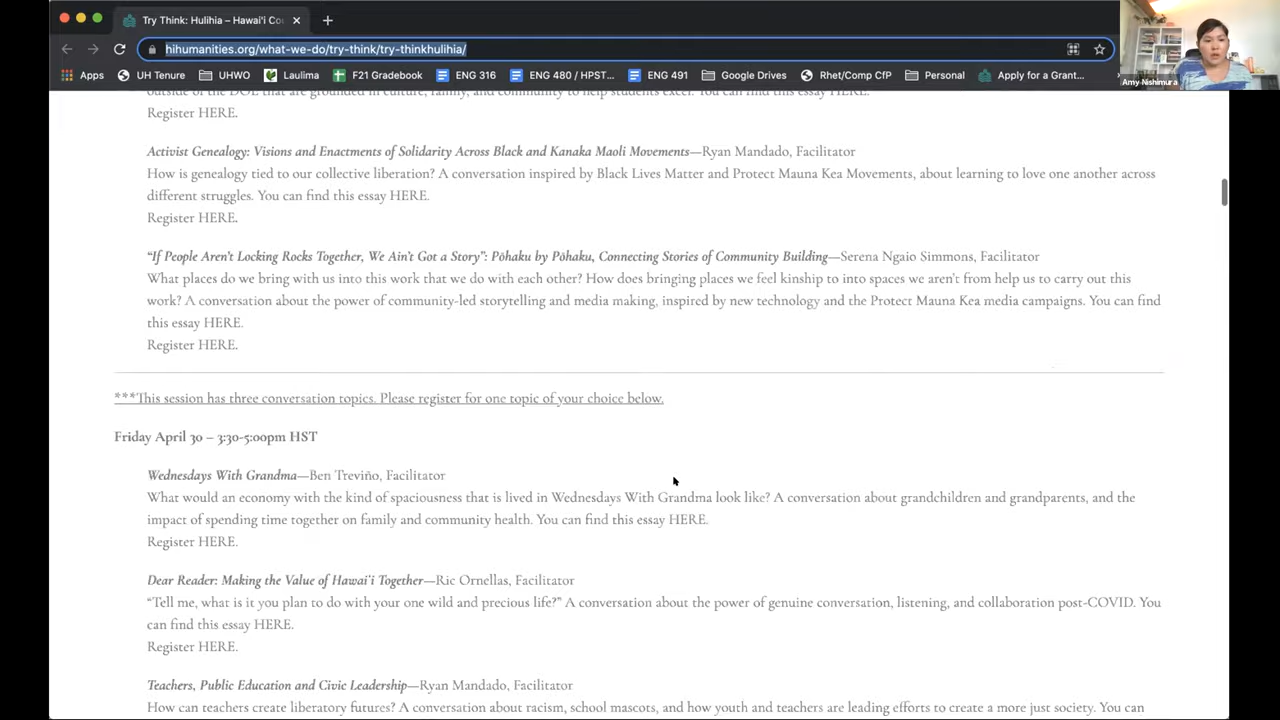 Try Think: Hulihia – Hawai'i Co
hihumanities.org/what-we-do/try-think/try-thinkhulihia/
Apps
UH Tenure
UHWO
Laulima
F21 Gradebook
ENG 316
ENG 480 / HPST...
ENG 491
Google Drives
Rhet/Comp CfP
Personal
Apply for a Grant...
Amy Nishimura
outside of the DOE that are grounded in culture, family, and community to help students excel. You can find this essay HERE.
Register HERE.
Activist Genealogy: Visions and Enactments of Solidarity Across Black and Kanaka Maoli Movements—Ryan Mandado, Facilitator
How is genealogy tied to our collective liberation? A conversation inspired by Black Lives Matter and Protect Mauna Kea Movements, about learning to love one another across
different struggles. You can find this essay HERE.
Register HERE.
“If People Aren’t Locking Rocks Together, We Ain’t Got a Story”: Pōhaku by Pōhaku, Connecting Stories of Community Building—Serena Ngaio Simmons, Facilitator
What places do we bring with us into this work that we do with each other? How does bringing places we feel kinship to into spaces we aren’t from help us to carry out this
work? A conversation about the power of community-led storytelling and media making, inspired by new technology and the Protect Mauna Kea media campaigns. You can find
this essay HERE.
Register HERE.
***This session has three conversation topics. Please register for one topic of your choice below.
Friday April 30 – 3:30-5:00pm HST
Wednesdays With Grandma—Ben Treviño, Facilitator
What would an economy with the kind of spaciousness that is lived in Wednesdays With Grandma look like? A conversation about grandchildren and grandparents, and the
impact of spending time together on family and community health. You can find this essay HERE.
Register HERE.
Dear Reader: Making the Value of Hawai‘i Together—Ric Ornellas, Facilitator
“Tell me, what is it you plan to do with your one wild and precious life?” A conversation about the power of genuine conversation, listening, and collaboration post-COVID. You
can find this essay HERE.
Register HERE.
Teachers, Public Education and Civic Leadership—Ryan Mandado, Facilitator
How can teachers create liberatory futures? A conversation about racism, school mascots, and how youth and teachers are leading efforts to create a more just society. You can